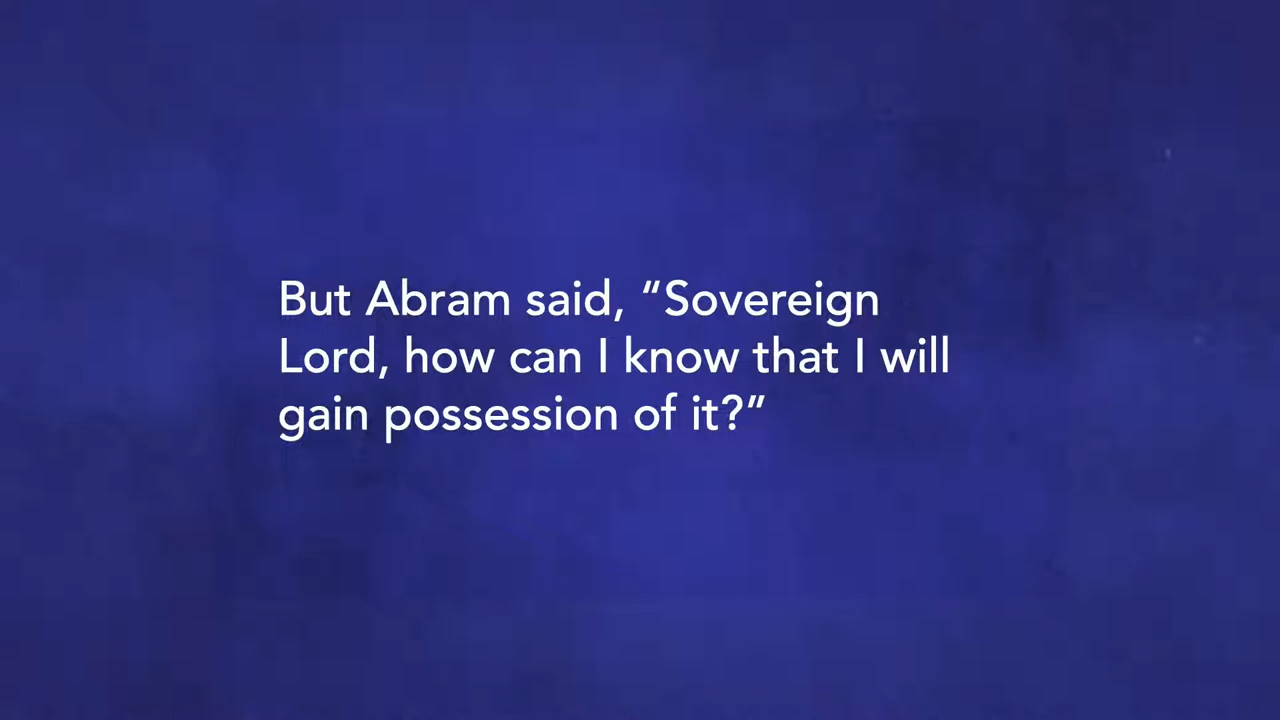 But Abram said, “Sovereign
Lord, how can I know that I will
gain possession of it?”